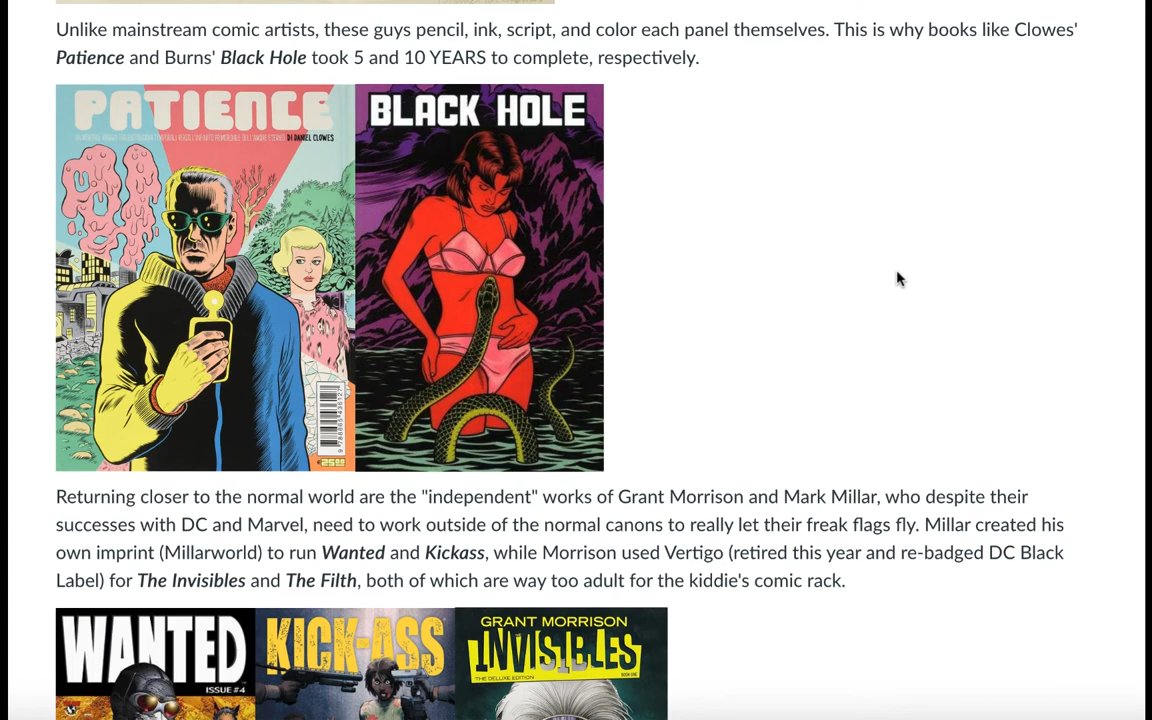 Unlike mainstream comic artists, these guys pencil, ink, script, and color each panel themselves. This is why books like Clowes'
Patience and Burns' Black Hole took 5 and 10 YEARS to complete, respectively.
PATIENCE
DI DANIEL CLOWES
BLACK HOLE
Returning closer to the normal world are the "independent" works of Grant Morrison and Mark Millar, who despite their
successes with DC and Marvel, need to work outside of the normal canons to really let their freak flags fly. Millar created his
own imprint (Millarworld) to run Wanted and Kickass, while Morrison used Vertigo (retired this year and re-badged DC Black
Label) for The Invisibles and The Filth, both of which are way too adult for the kiddie's comic rack.
WANTED
ISSUE #4
KICK-ASS
GRANT MORRISON
INVISIBLES
THE DELUXE EDITION
BOOK ONE